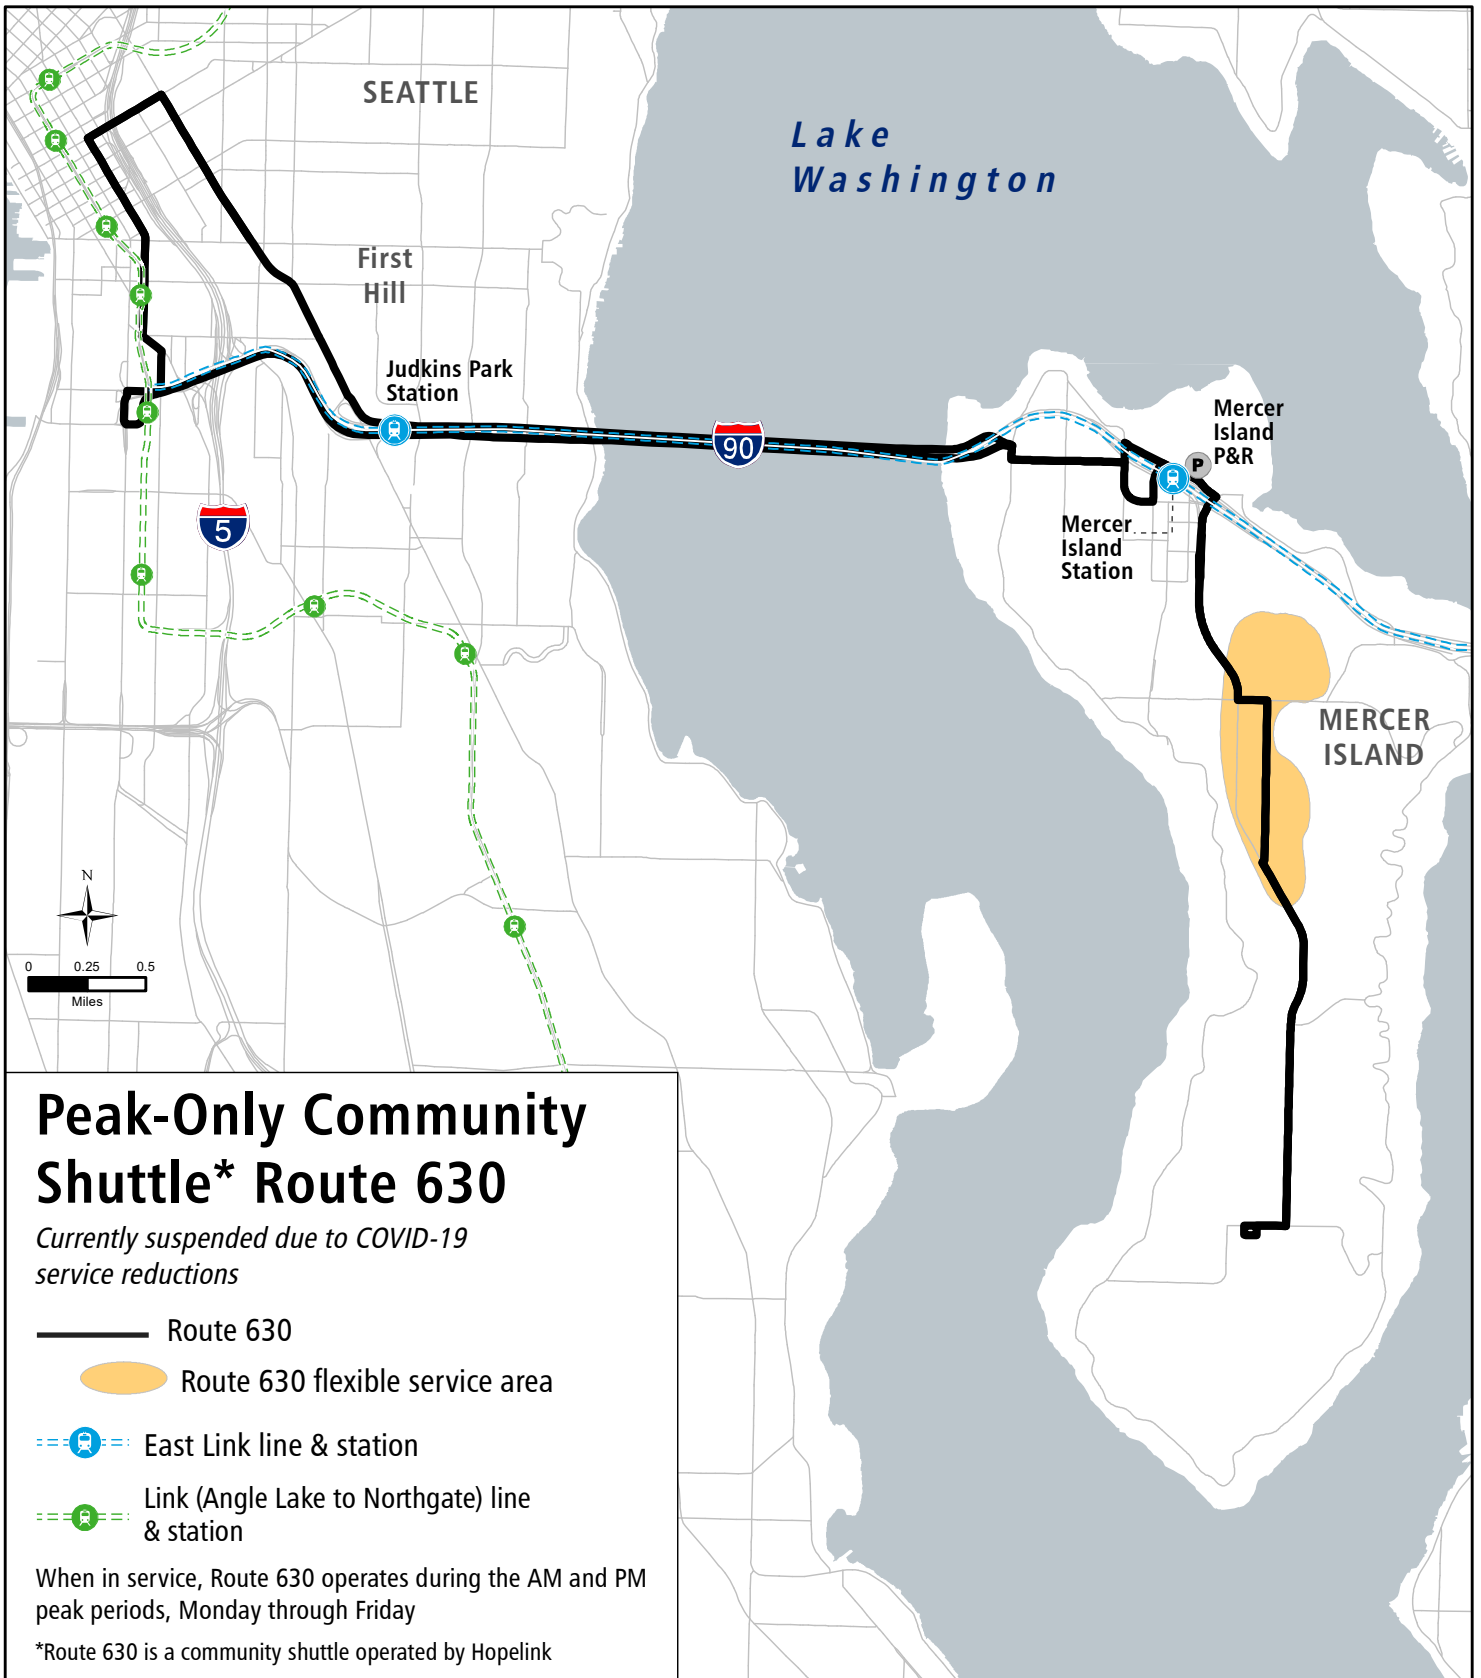 SEATTLE
Lake
Washington
First
Hill
Judkins Park
Station
90
Mercer
Island
P&R
P
Mercer
Island
Station
5
MERCER
ISLAND
N
0 0.25 0.5
Miles
Peak-Only Community
Shuttle* Route 630
Currently suspended due to COVID-19
service reductions
Route 630
Route 630 flexible service area
East Link line & station
Link (Angle Lake to Northgate) line
& station
When in service, Route 630 operates during the AM and PM
peak periods, Monday through Friday
*Route 630 is a community shuttle operated by Hopelink